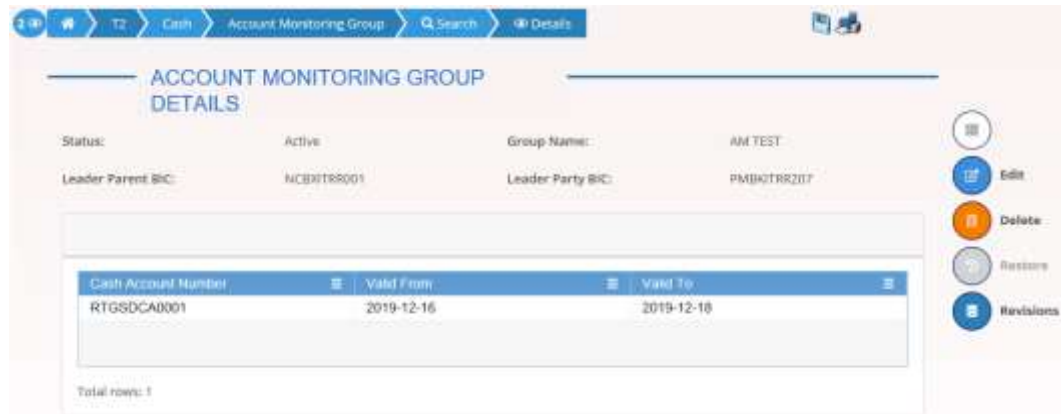 2 T2 Cash Account Monitoring Group Search Details
ACCOUNT MONITORING GROUP
DETAILS
Status: Active Group Name: AM TEST
Leader Parent BIC: NCBXITRR001 Leader Party BIC: PMBKITRR207
Edit
Delete
Restore
Revisions
Cash Account Number Valid From Valid To
RTGSDCA0001 2019-12-16 2019-12-18
Total rows: 1